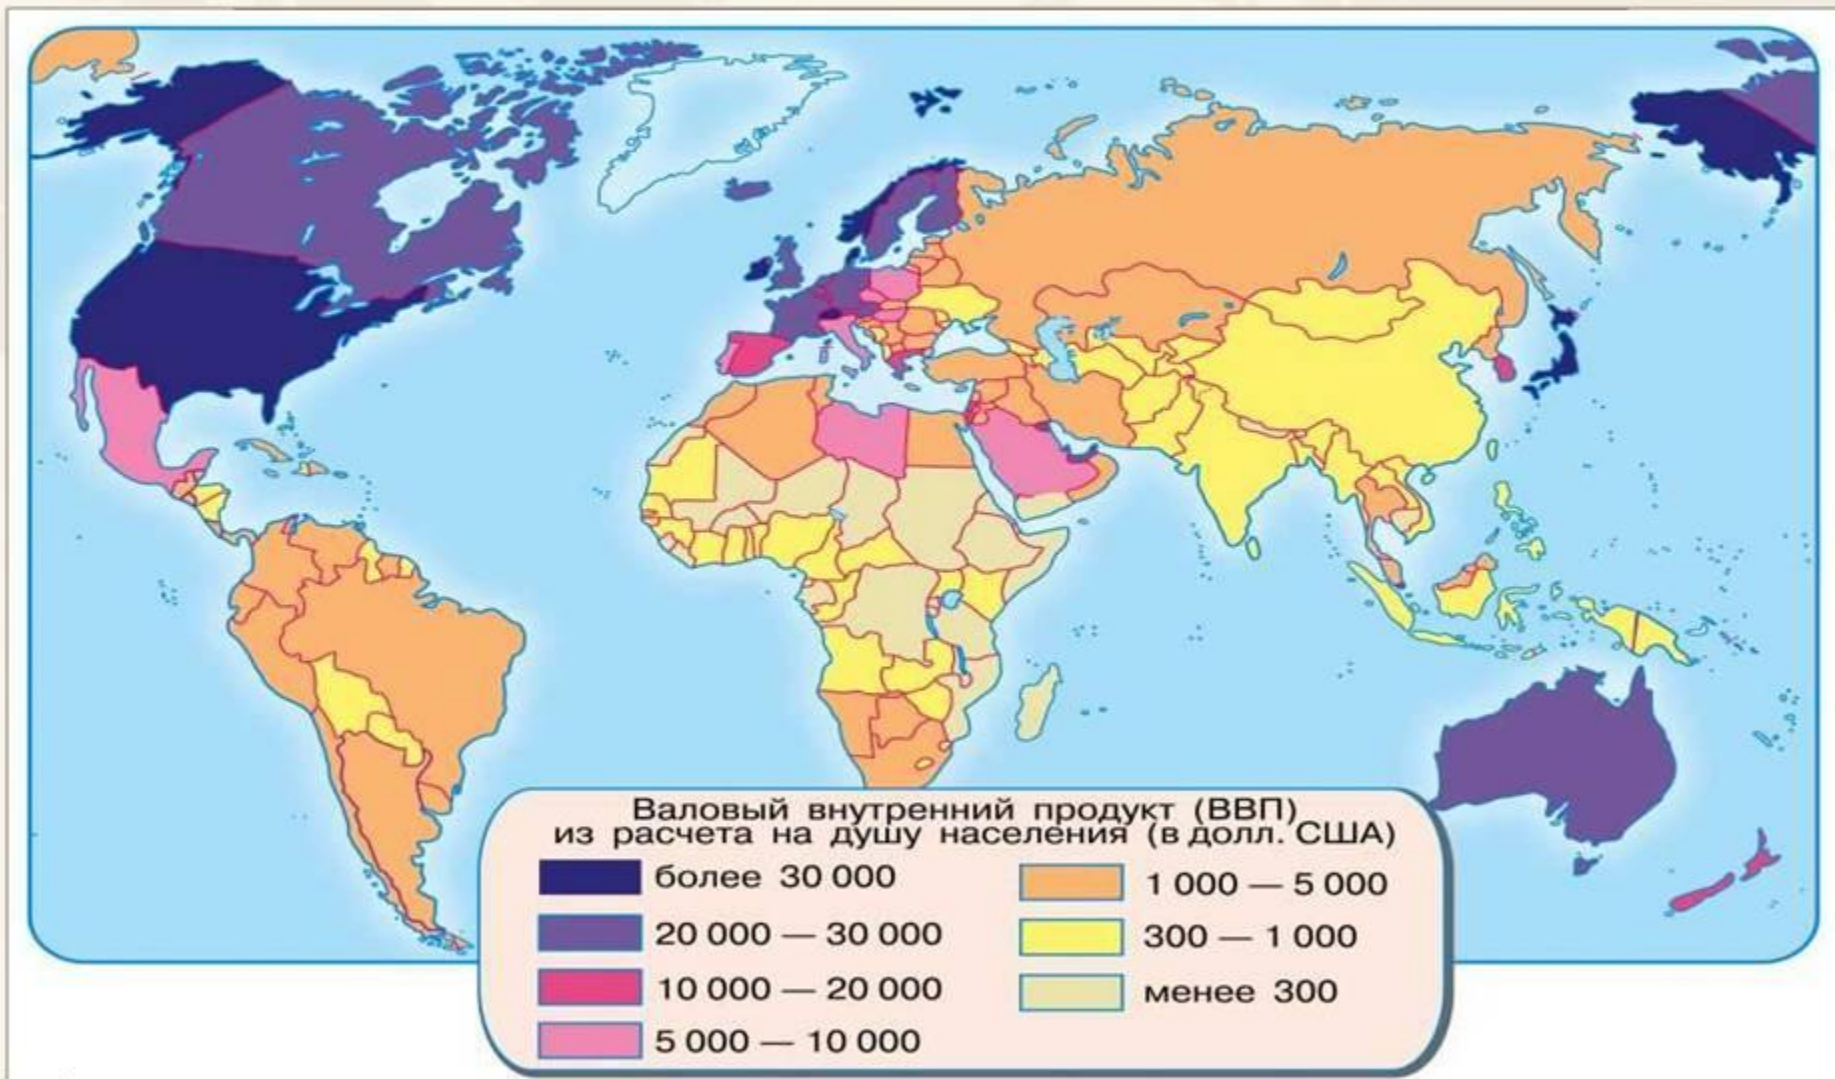 Валовый внутренний продукт (ВВП)
из расчета на душу населения (в долл. США)
более 30 000
20 000 — 30 000
10 000 — 20 000
5 000 — 10 000
1 000 — 5 000
300 — 1 000
менее 300